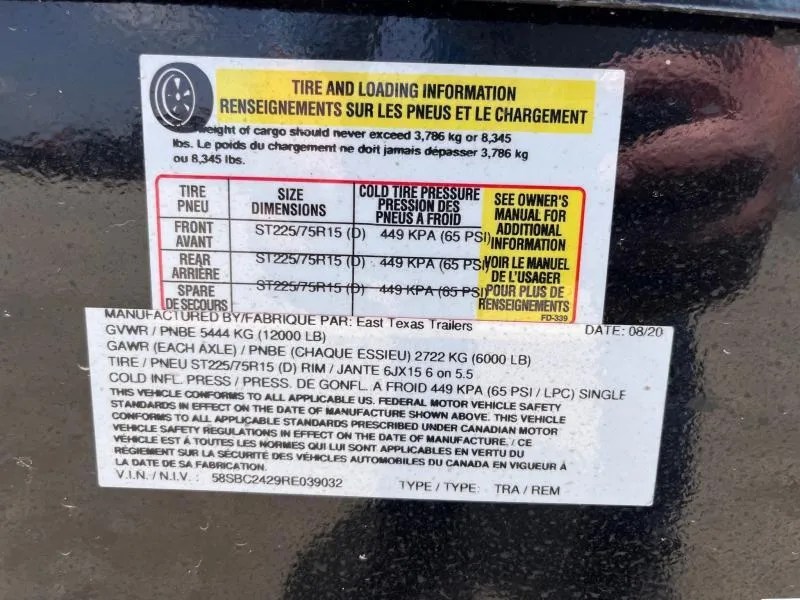 TIRE AND LOADING INFORMATION
RENSEIGNEMENTS SUR LES PNEUS ET LE CHARGEMENT
weight of cargo should never exceed 3,786 kg or 8,345
lbs. Le poids du chargement ne doit jamais dépasser 3,786 kg
ou 8,345 lbs.
TIRE PNEU
SIZE DIMENSIONS
COLD TIRE PRESSURE PRESSION DES PNEUS A FROID
SEE OWNER'S
MANUAL FOR
ADDITIONAL
INFORMATION
VOIR LE MANUEL
DE L'USAGER
POUR PLUS DE
RENSEIGNEMENTS
FRONT AVANT ST225/75R15 (D) 449 KPA (65 PSI)
REAR ARRIÈRE ST225/75R15 (D) 449 KPA (65 PSI)
SPARE DE SECOURS ST225/75R15 (D) 449 KPA (65 PSI)
FD-339
MANUFACTURED BY/FABRIQUE PAR: East Texas Trailers DATE: 08/20
GVWR / PNBE 5444 KG (12000 LB)
GAWR (EACH AXLE) / PNBE (CHAQUE ESSIEU) 2722 KG (6000 LB)
TIRE / PNEU ST225/75R15 (D) RIM / JANTE 6JX15 6 on 5.5
COLD INFL. PRESS / PRESS. DE GONFL. A FROID 449 KPA (65 PSI / LPC) SINGLE
THIS VEHICLE CONFORMS TO ALL APPLICABLE US. FEDERAL MOTOR VEHICLE SAFETY
STANDARDS IN EFFECT ON THE DATE OF MANUFACTURE SHOWN ABOVE. THIS VEHICLE
CONFORMS TO ALL APPLICABLE STANDARDS PRESCRIBED UNDER CANADIAN MOTOR
VEHICLE SAFETY REGULATIONS IN EFFECT ON THE DATE OF MANUFACTURE. / CE
VÉHICLE EST À TOUTES LES NORMES QUI LUI SONT APPLICABLES EN VERTU DU
RÈGIEMENT SUR LA SÉCURITÉ DES VÉHICLES AUTOMOBILES DU CANADA EN VIGUEUR À
LA DATE DE SA FABRICATION.
V.I.N. / N.I.V. : 58SBC2429RE039032 TYPE / TYPE: TRA / REM